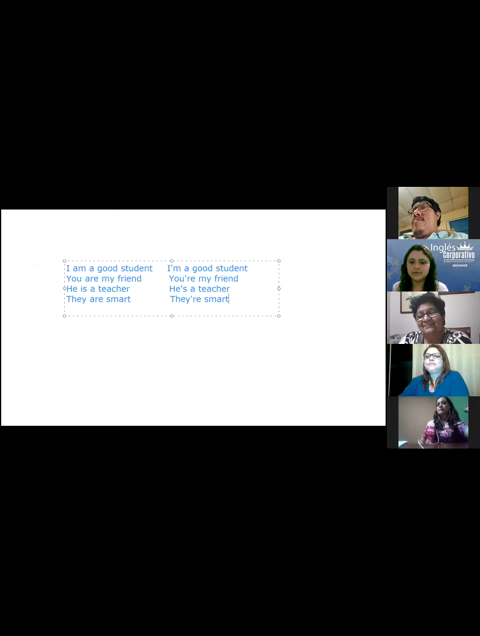 I am a good student I'm a good student
You are my friend You're my friend
He is a teacher He's a teacher
They are smart They're smart
Inglés
Corporativo